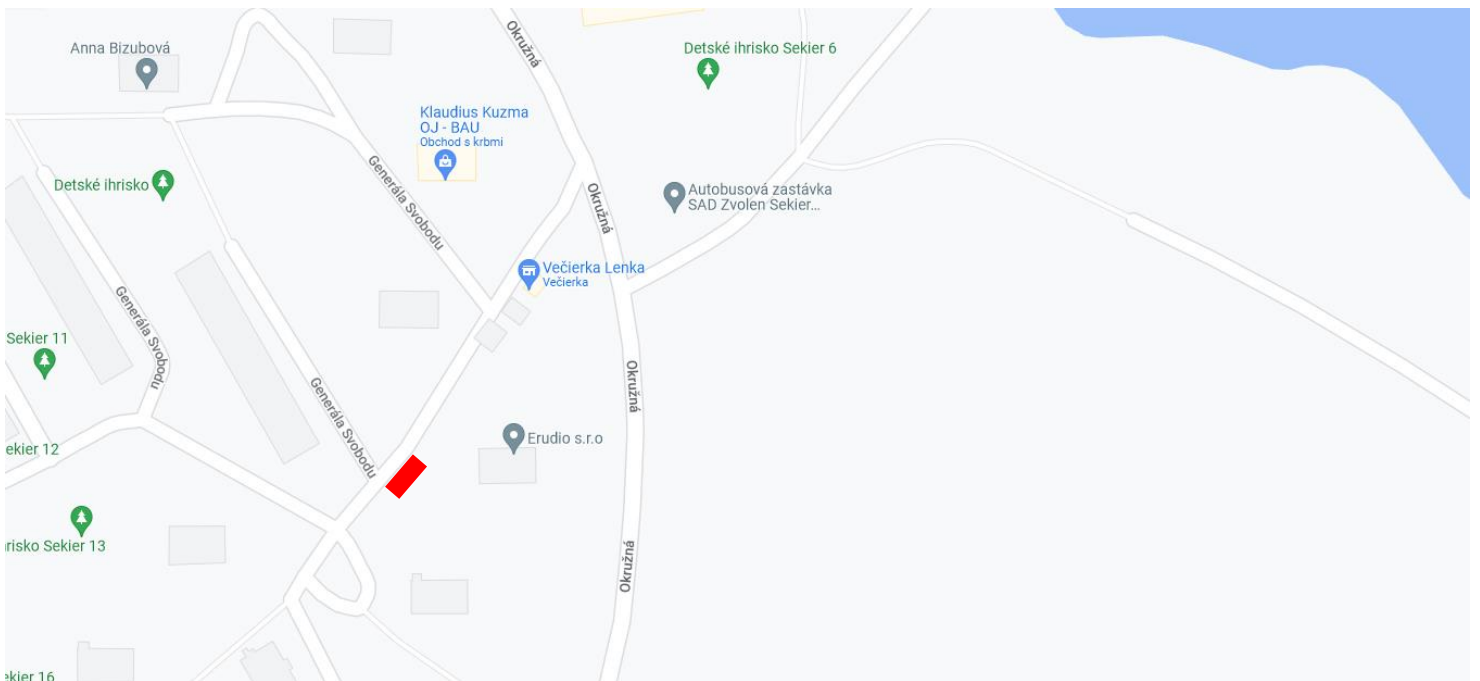 Okružná
Anna Bizubová
Detské ihrisko Sekier 6
Klaudius Kuzma
OJ - BAU
Obchod s krbmi
Generála Svobodu
Detské ihrisko
Okružná
Autobusová zastávka
SAD Zvolen Sekier...
Večierka Lenka
Večierka
Generála Svobodu
Sekier 11
Generála Svobodu
Okružná
Erudio s.r.o
ekier 12
risko Sekier 13
Okružná
ekier 16